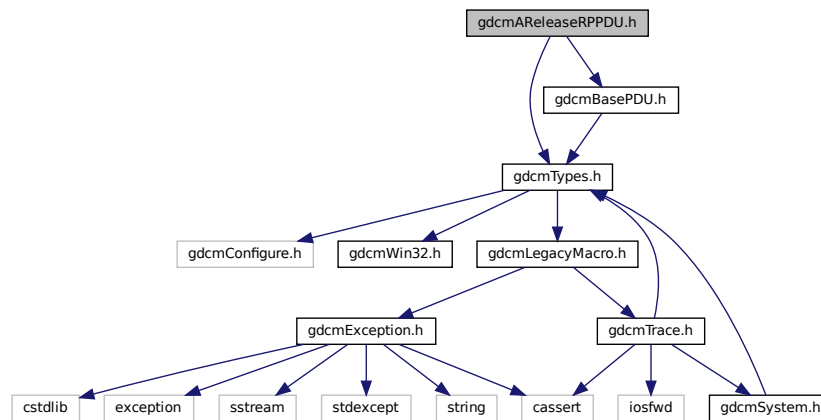 gdcmAReleaseRPPDU.h
gdcmBasePDU.h
gdcmTypes.h
gdcmConfigure.h
gdcmWin32.h
gdcmLegacyMacro.h
gdcmException.h
gdcmTrace.h
cstdlib
exception
sstream
stdexcept
string
cassert
iosfwd
gdcmSystem.h